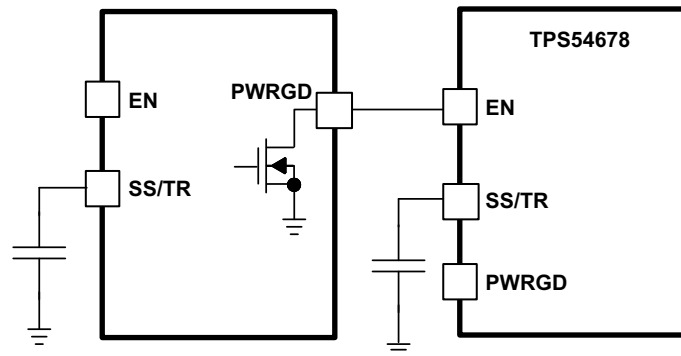 EN
PWRGD
SS/TR
TPS54678
EN
SS/TR
PWRGD